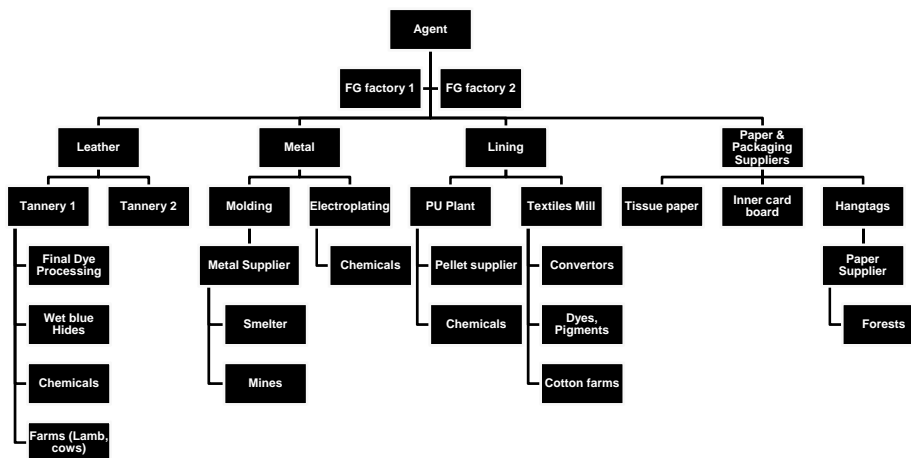 Agent
FG factory 1
FG factory 2
Leather
Metal
Lining
Paper &
Packaging
Suppliers
Tannery 1
Tannery 2
Molding
Electroplating
PU Plant
Textiles Mill
Tissue paper
Inner card
board
Hangtags
Final Dye
Processing
Metal Supplier
Chemicals
Pellet supplier
Convertors
Paper
Supplier
Wet blue
Hides
Smelter
Chemicals
Dyes,
Pigments
Forests
Chemicals
Mines
Cotton farms
Farms (Lamb,
cows)